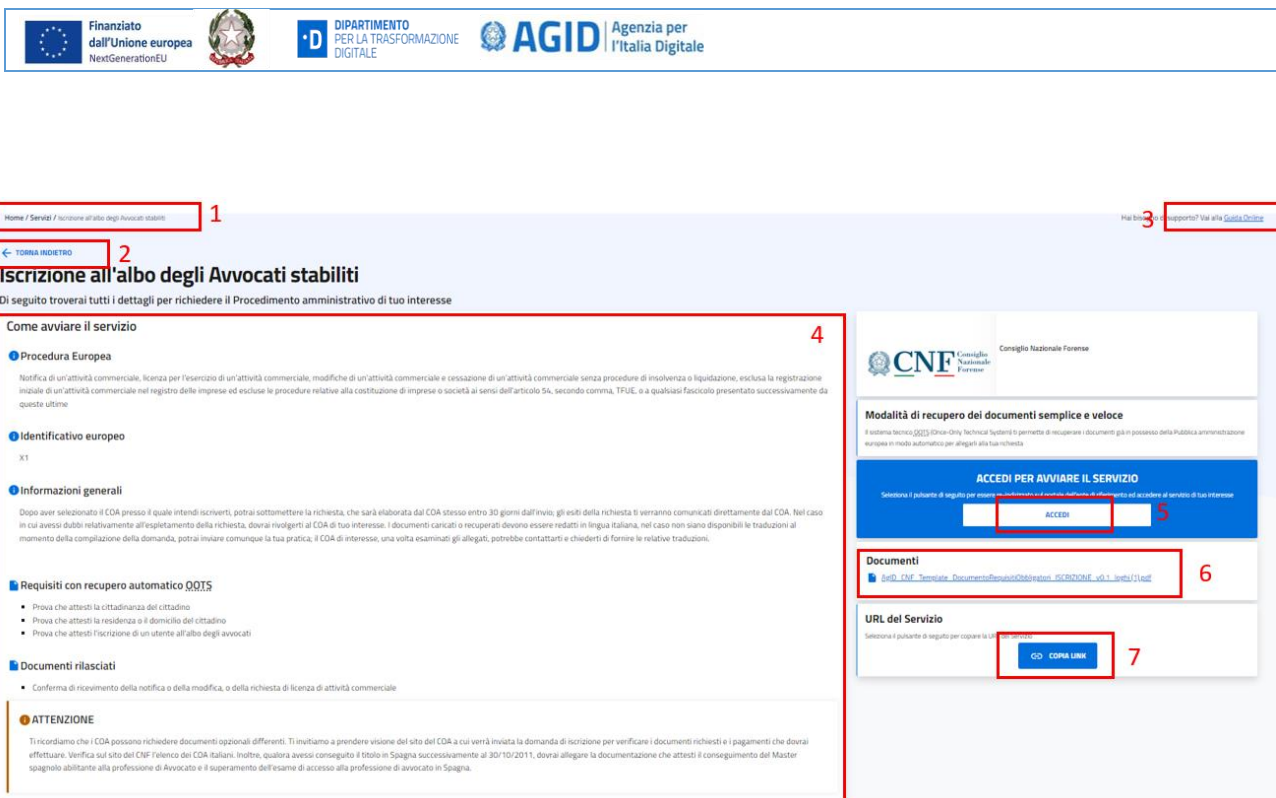 Finanziato
dall'Unione europea
NextGenerationEU
·D
DIPARTIMENTO
PER LA TRASFORMAZIONE
DIGITALE
AGID
Agenzia per
l'Italia Digitale
Home / Servizi / Iscrizione all'albo degli Avvocati stabiliti
1
Hai bisogno di supporto? Vai alla Guida Online
3
TORNA INDIETRO
2
Iscrizione all'albo degli Avvocati stabiliti
Di seguito troverai tutti i dettagli per richiedere il Procedimento amministrativo di tuo interesse
Come avviare il servizio
4
Procedura Europea
Notifica di un'attività commerciale, licenza per l'esercizio di un'attività commerciale, modifiche di un'attività commerciale e cessazione di un'attività commerciale senza procedure di insolvenza o liquidazione, esclusa la registrazione
iniziale di un'attività commerciale nel registro delle imprese ed escluse le procedure relative alla costituzione di imprese o società ai sensi dell'articolo 54, secondo comma, TFUE, o a qualsiasi fascicolo presentato successivamente da
queste ultime
Identificativo europeo
X1
Informazioni generali
Dopo aver selezionato il COA presso il quale intendi iscriverti, potrai sottomettere la richiesta, che sarà elaborata dal COA stesso entro 30 giorni dall'invio; gli esiti della richiesta ti verranno comunicati direttamente dal COA. Nel caso
in cui avessi dubbi relativamente all'espletamento della richiesta, dovrai rivolgerti al COA di tuo interesse. I documenti caricati o recuperati devono essere redatti in lingua italiana, nel caso non siano disponibili le traduzioni al
momento della compilazione della domanda, potrai inviare comunque la tua pratica; il COA di interesse, una volta esaminati gli allegati, potrebbe contattarti e chiederti di fornire le relative traduzioni.
Requisiti con recupero automatico OOTS
Prova che attesti la cittadinanza del cittadino
Prova che attesti la residenza o il domicilio del cittadino
Prova che attesti l'iscrizione di un utente all'albo degli avvocati
Documenti rilasciati
Conferma di ricevimento della notifica o della modifica, o della richiesta di licenza di attività commerciale
ATTENZIONE
Ti ricordiamo che i COA possono richiedere documenti opzionali differenti. Ti invitiamo a prendere visione del sito del COA a cui verrà inviata la domanda di iscrizione per verificare i documenti richiesti e i pagamenti che dovrai
effettuare. Verifica sul sito del CNF l'elenco dei COA italiani. Inoltre, qualora avessi conseguito il titolo in Spagna successivamente al 30/10/2011, dovrai allegare la documentazione che attesti il conseguimento del Master
spagnolo abilitante alla professione di Avvocato e il superamento dell'esame di accesso alla professione di avvocato in Spagna.
CNF
Consiglio
Nazionale
Forense
Consiglio Nazionale Forense
Modalità di recupero dei documenti semplice e veloce
Il sistema tecnico OOTS (Once-Only Technical System) ti permette di recuperare i documenti già in possesso della Pubblica amministrazione
europea in modo automatico per allegarli alla tua richiesta
ACCEDI PER AVVIARE IL SERVIZIO
Seleziona il pulsante di seguito per essere re-indirizzato sul portale dell'ente di riferimento ed accedere al servizio di tuo interesse
ACCEDI
5
Documenti
AgID_CNF_Template_DocumentoRequisitiObbligatori_ISCRIZIONE_v0.1_loghi (1).pdf
6
URL del Servizio
Seleziona il pulsante di seguito per copiare la URL del servizio
COPIA LINK
7